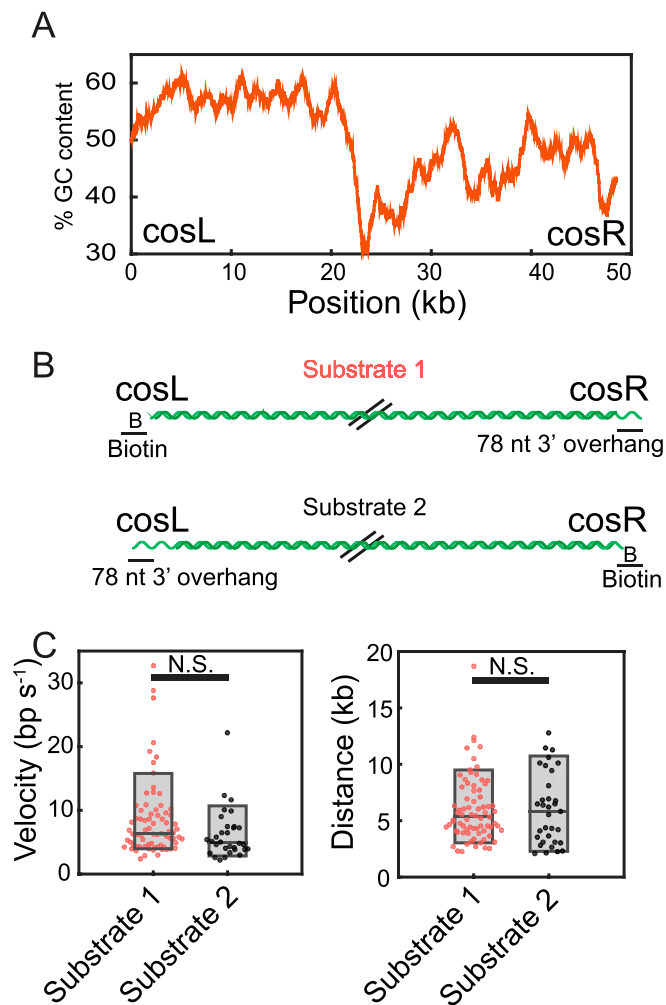 A
% GC content
60
50
40
30
cosL
cosR
0
10
20
30
40
50
Position (kb)
B
Substrate 1
cosL
cosR
B
Biotin
78 nt 3’ overhang
Substrate 2
cosL
cosR
78 nt 3’ overhang
B
Biotin
C
Velocity (bp s⁻¹)
30
20
10
0
N.S.
Substrate 1
Substrate 2
Distance (kb)
20
15
10
5
0
N.S.
Substrate 1
Substrate 2